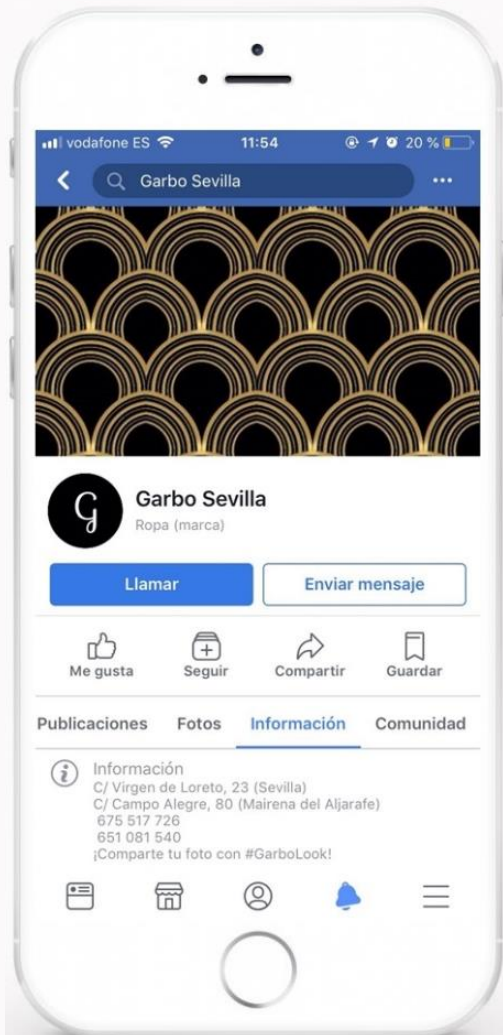 vodafone ES 11:54 20 %
Garbo Sevilla
G
Garbo Sevilla
Ropa (marca)
Llamar Enviar mensaje
Me gusta Seguir Compartir Guardar
Publicaciones Fotos Información Comunidad
Información
C/ Virgen de Loreto, 23 (Sevilla)
C/ Campo Alegre, 80 (Mairena del Aljarafe)
675 517 726
651 081 540
¡Comparte tu foto con #GarboLook!